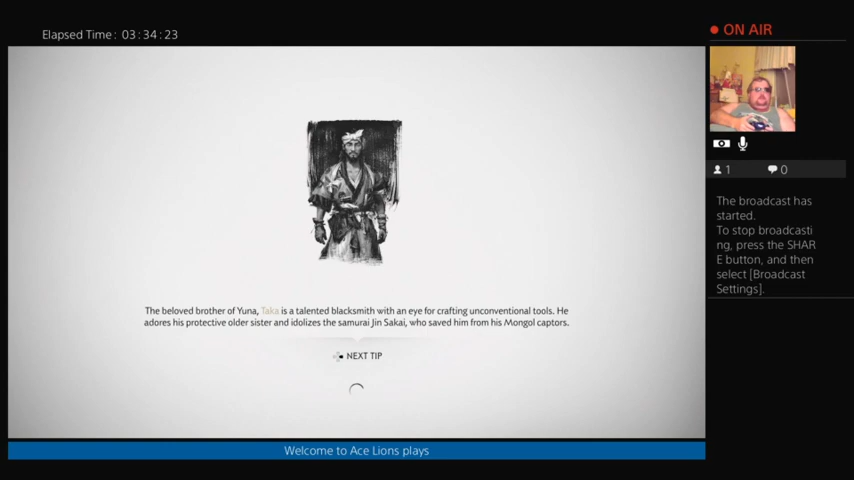 Elapsed Time: 03:34:23
ON AIR
1
0
The broadcast has
started.
To stop broadcasti
ng, press the SHAR
E button, and then
select [Broadcast
Settings].
The beloved brother of Yuna, Taka is a talented blacksmith with an eye for crafting unconventional tools. He
adores his protective older sister and idolizes the samurai Jin Sakai, who saved him from his Mongol captors.
NEXT TIP
Welcome to Ace Lions plays